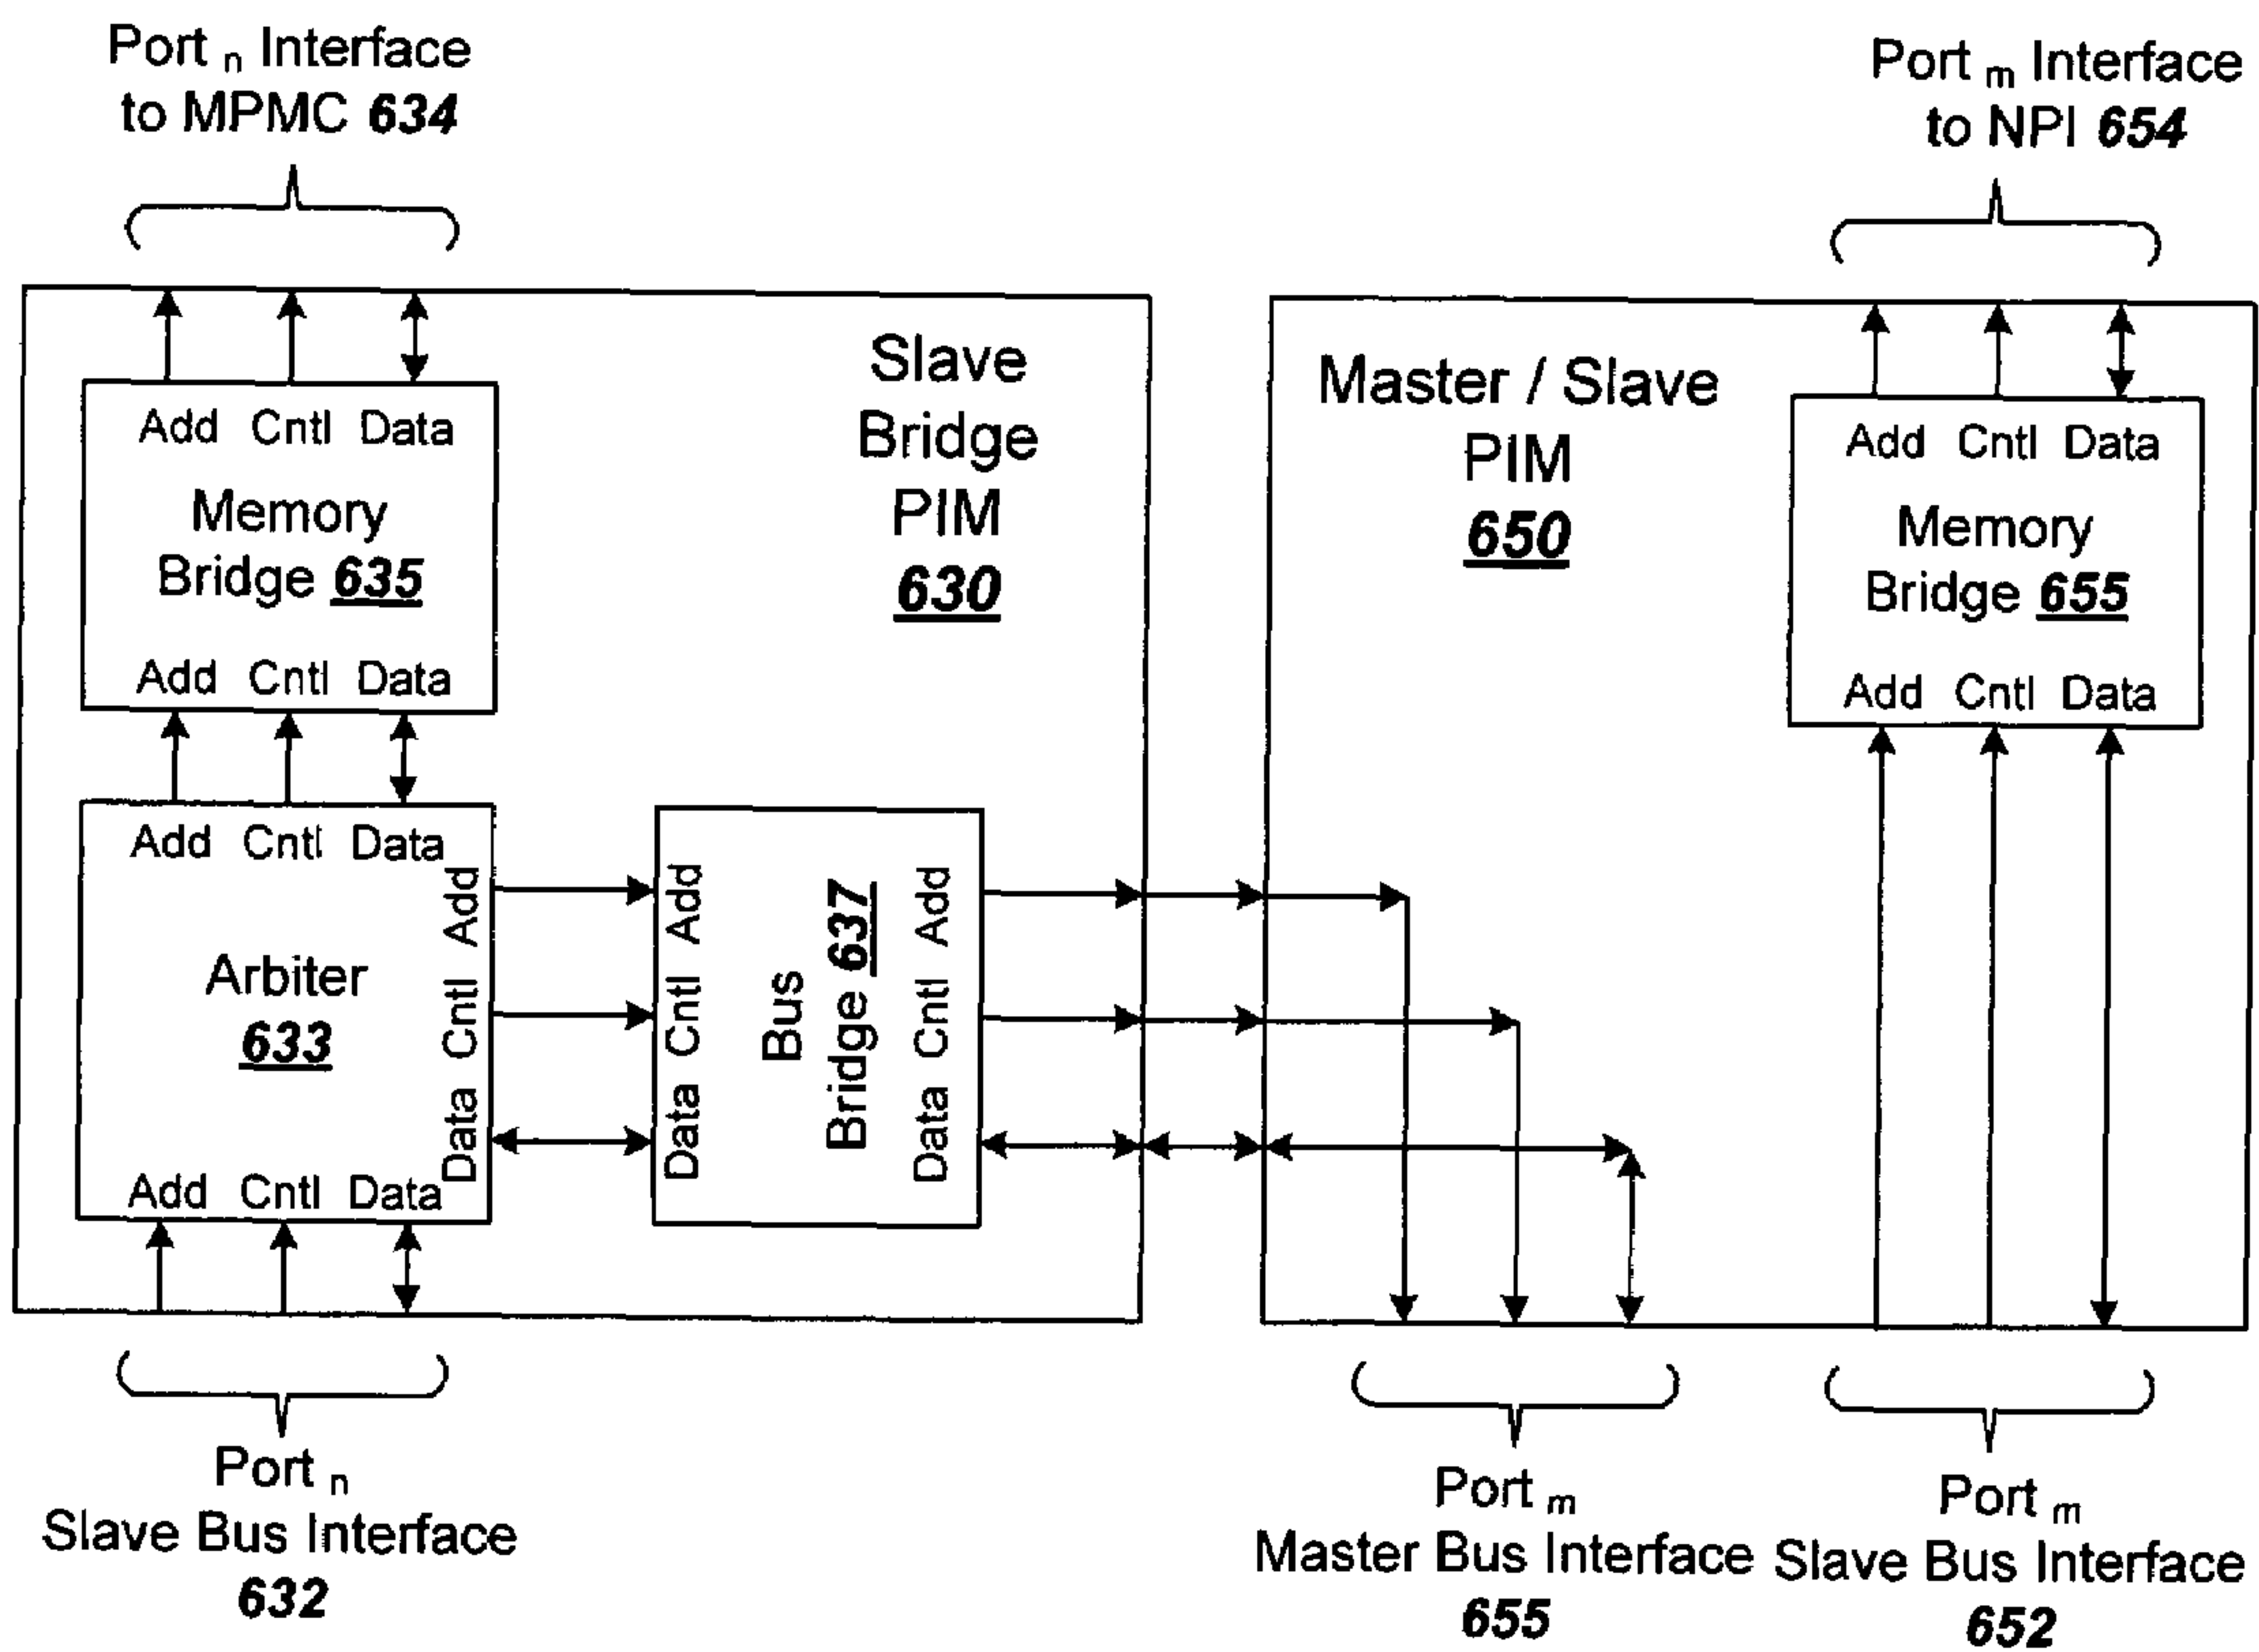 Port n Interface
to MPMC 634
Port m Interface
to NPI 654
Slave
Bridge
PIM
630
Add Cntl Data
Memory
Bridge 635
Add Cntl Data
Master / Slave
PIM
650
Add Cntl Data
Memory
Bridge 655
Add Cntl Data
Add Cntl Data
Arbiter
633
Data Cntl Add
Add Cntl Data
Data Cntl Add
Bus
Bridge 637
Data Cntl Add
Port n
Slave Bus Interface
632
Port m
Master Bus Interface
655
Port m
Slave Bus Interface
652